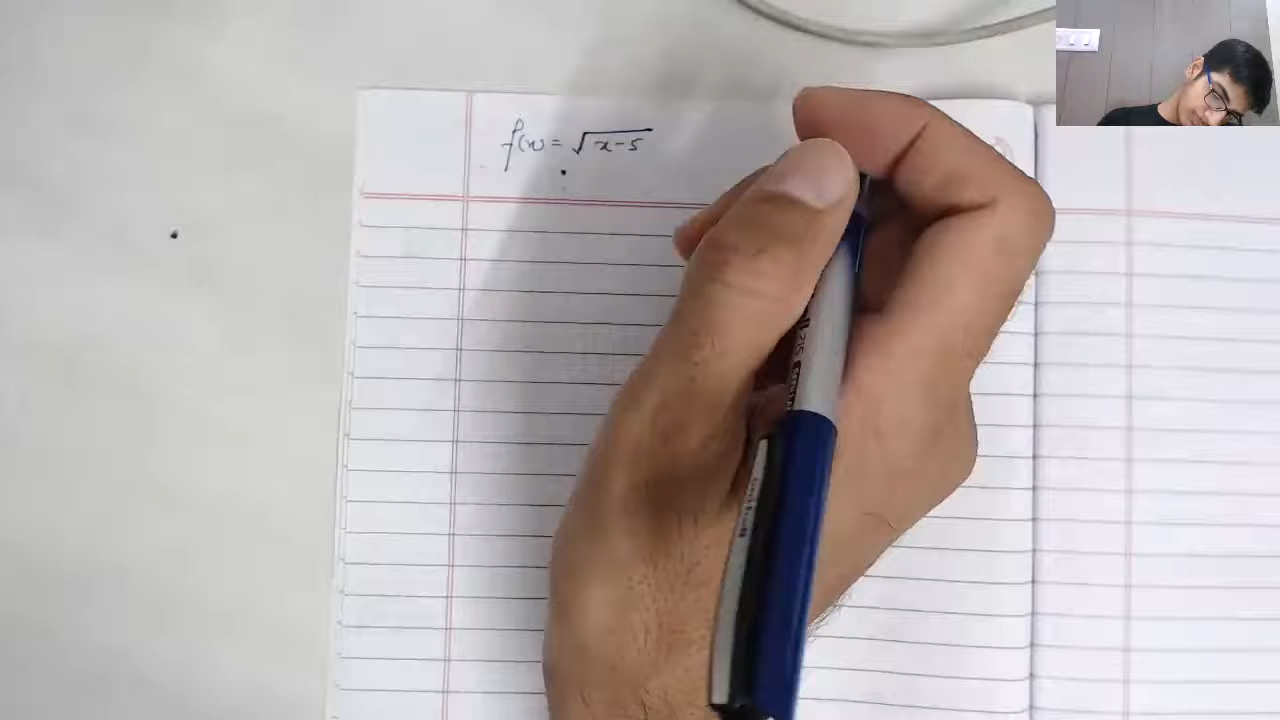 f(x) = √x-5